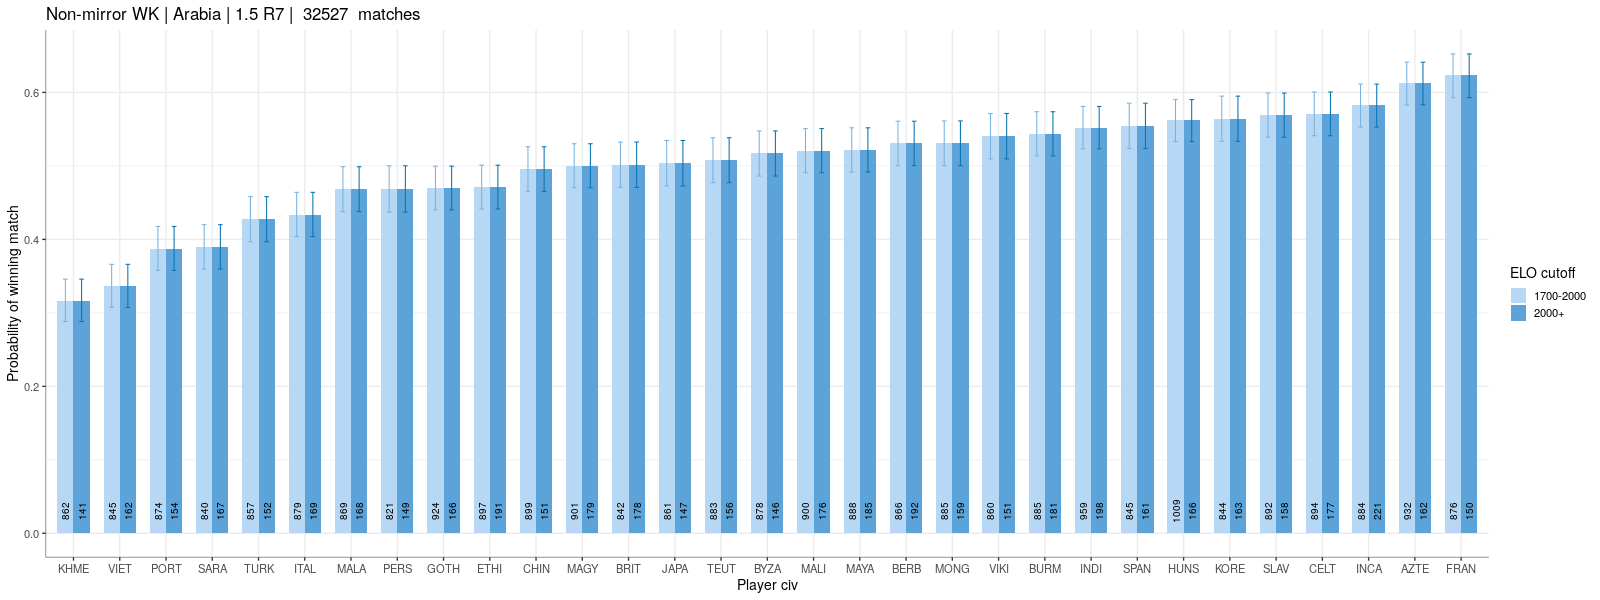 Non-mirror WK | Arabia | 1.5 R7 | 32527 matches
Probability of winning match
0.6
0.4
0.2
0.0
862 141 845 162 874 154 840 167 857 152 879 169 869 168 821 149 924 166 897 191 899 151 901 179 842 178 861 147 883 156 878 146 900 176 888 185 866 192 885 159 860 151 885 181 959 198 845 161 1009 166 844 163 892 158 894 177 884 221 932 162 876 150
KHME VIET PORT SARA TURK ITAL MALA PERS GOTH ETHI CHIN MAGY BRIT JAPA TEUT BYZA MALI MAYA BERB MONG VIKI BURM INDI SPAN HUNS KORE SLAV CELT INCA AZTE FRAN
Player civ
ELO cutoff
1700-2000
2000+